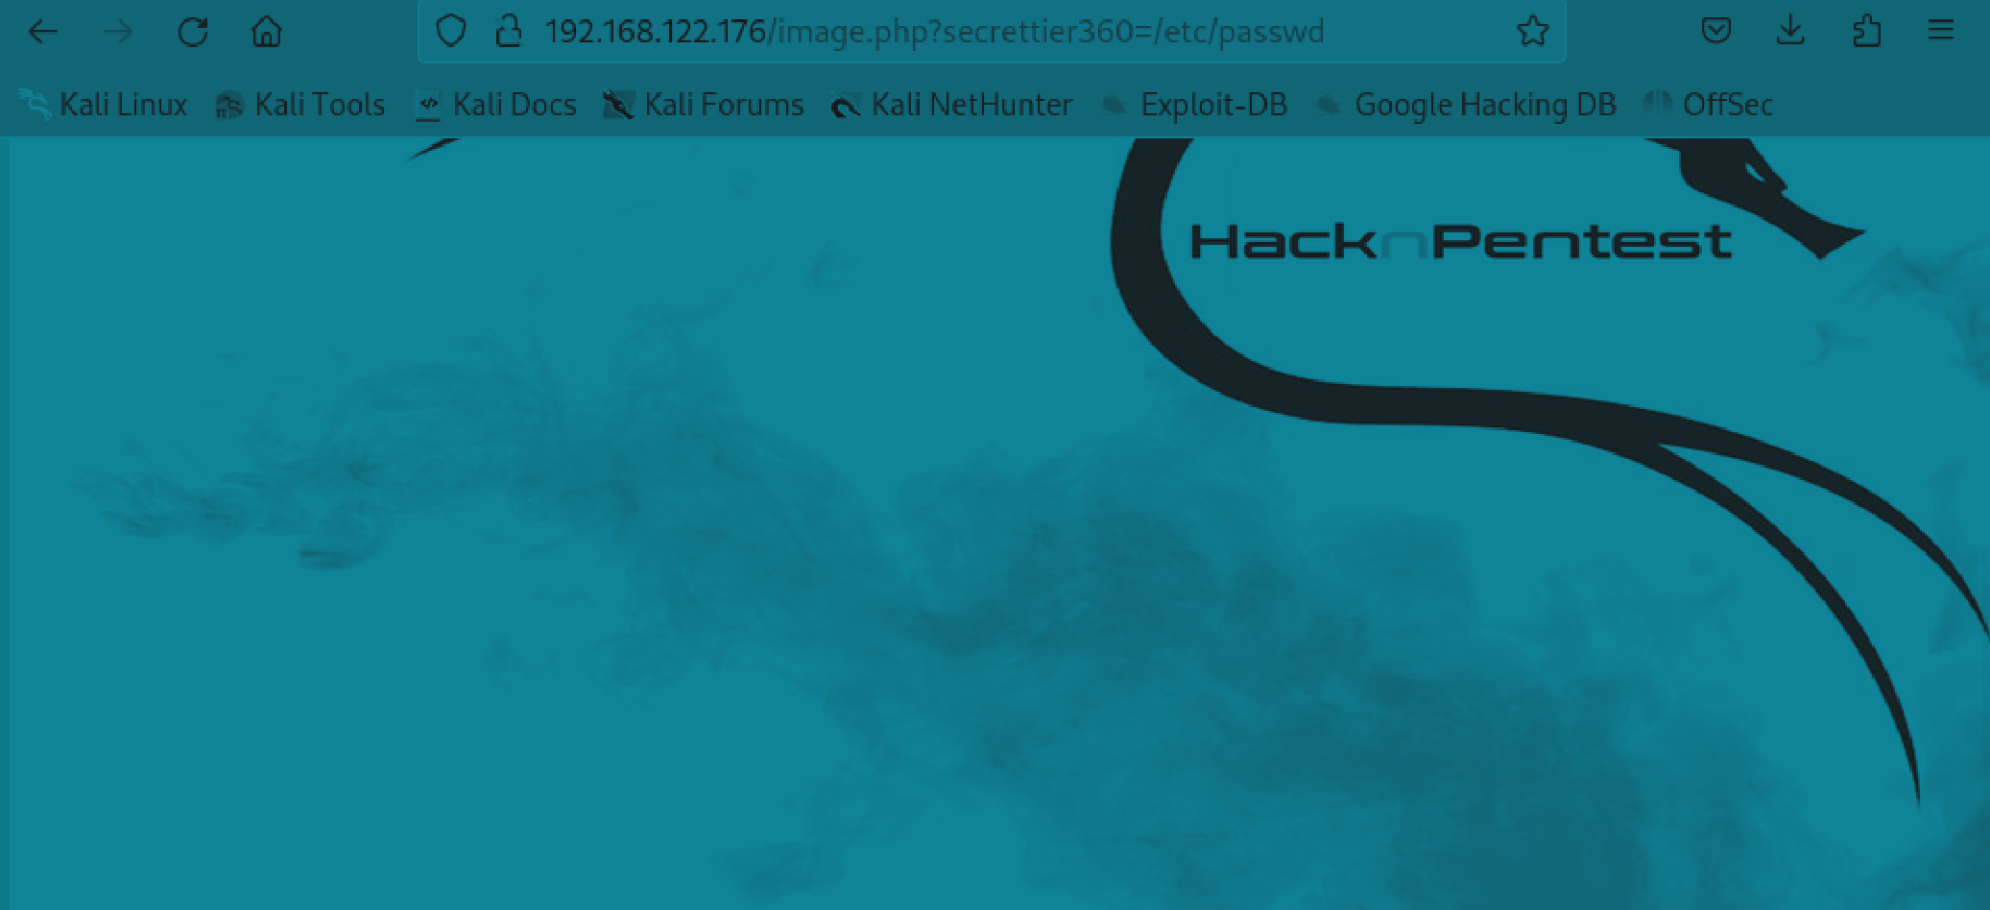 192.168.122.176/image.php?secrettier360=/etc/passwd
Kali Linux Kali Tools Kali Docs Kali Forums Kali NetHunter Exploit-DB Google Hacking DB OffSec
HacknPentest